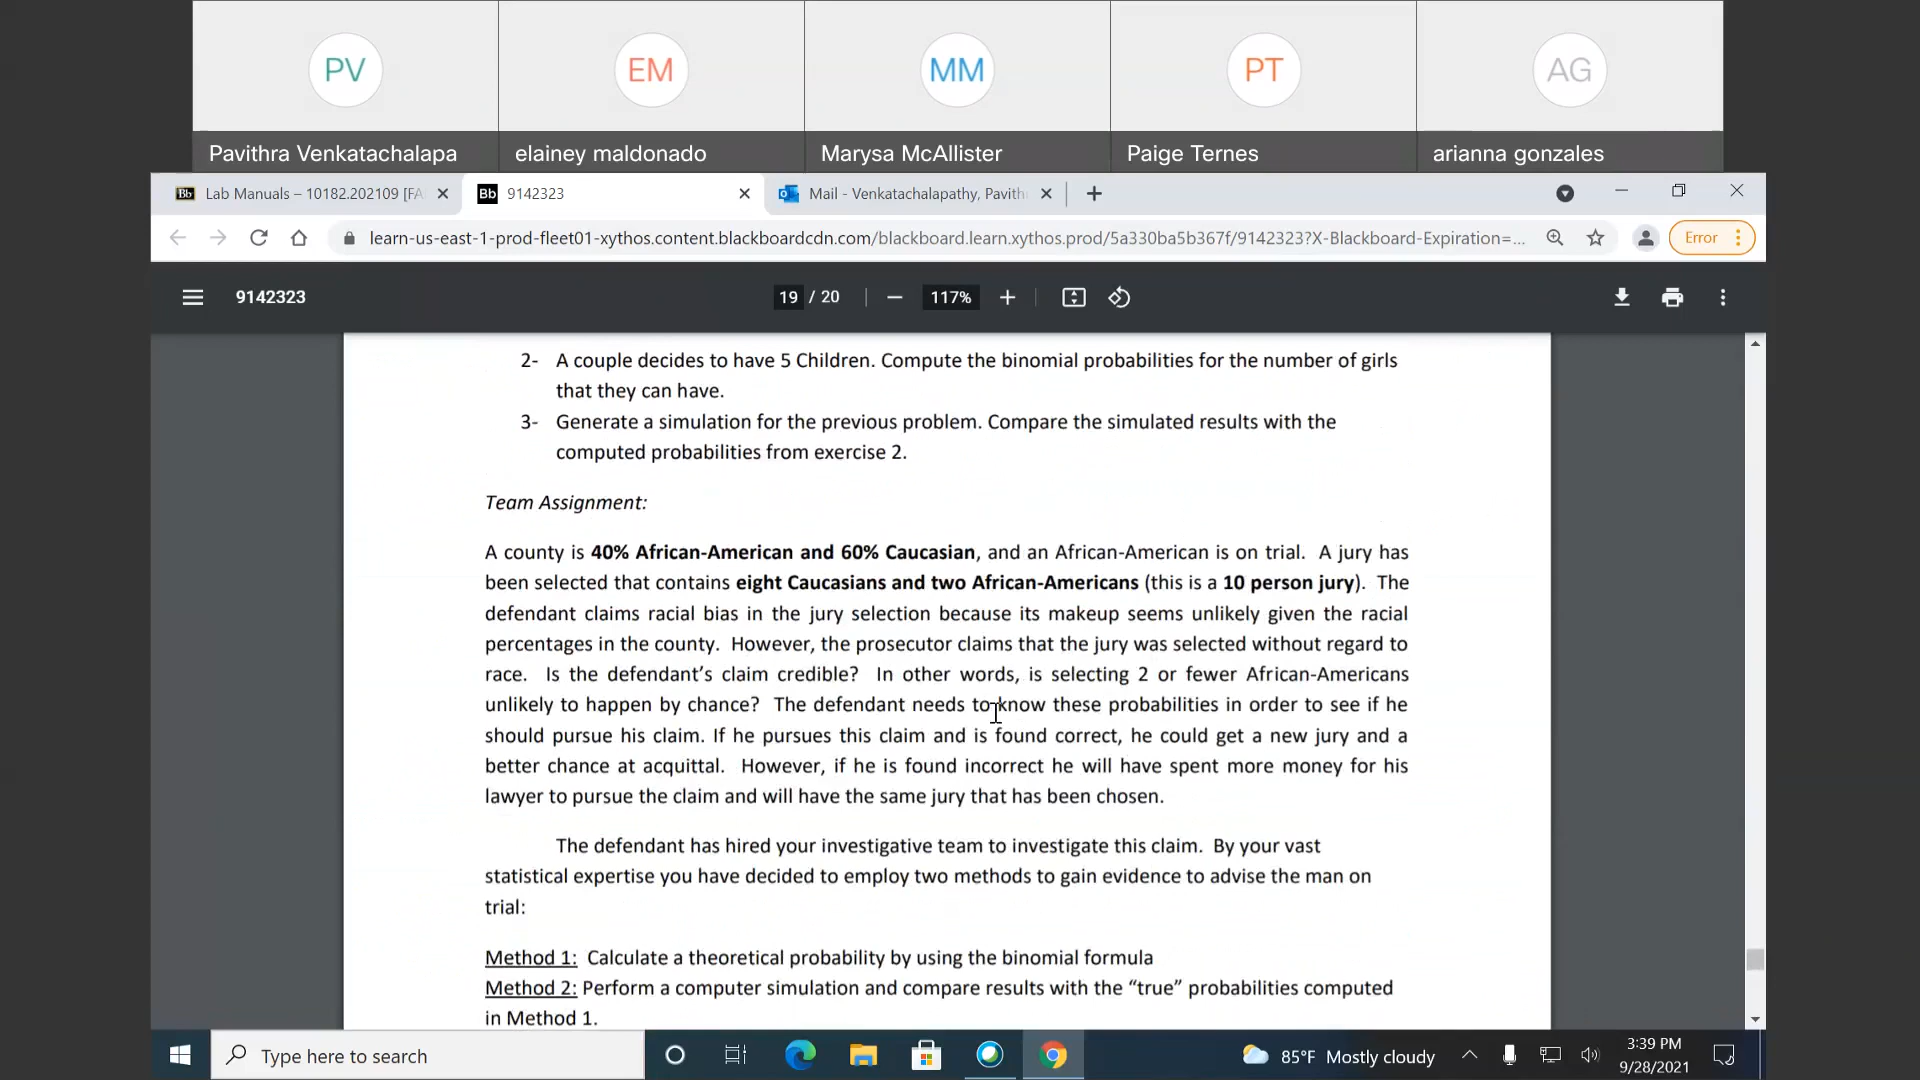 PV
EM
MM
PT
AG
Pavithra Venkatachalapa
elainey maldonado
Marysa McAllister
Paige Ternes
arianna gonzales
Bb Lab Manuals – 10182.202109 [FA
Bb 9142323
Mail - Venkatachalapathy, Pavith
learn-us-east-1-prod-fleet01-xythos.content.blackboardcdn.com/blackboard.learn.xythos.prod/5a330ba5b367f/9142323?X-Blackboard-Expiration=...
Error
9142323
19 / 20
117%
2- A couple decides to have 5 Children. Compute the binomial probabilities for the number of girls
that they can have.
3- Generate a simulation for the previous problem. Compare the simulated results with the
computed probabilities from exercise 2.
Team Assignment:
A county is 40% African-American and 60% Caucasian, and an African-American is on trial. A jury has
been selected that contains eight Caucasians and two African-Americans (this is a 10 person jury). The
defendant claims racial bias in the jury selection because its makeup seems unlikely given the racial
percentages in the county. However, the prosecutor claims that the jury was selected without regard to
race. Is the defendant's claim credible? In other words, is selecting 2 or fewer African-Americans
unlikely to happen by chance? The defendant needs to know these probabilities in order to see if he
should pursue his claim. If he pursues this claim and is found correct, he could get a new jury and a
better chance at acquittal. However, if he is found incorrect he will have spent more money for his
lawyer to pursue the claim and will have the same jury that has been chosen.
The defendant has hired your investigative team to investigate this claim. By your vast
statistical expertise you have decided to employ two methods to gain evidence to advise the man on
trial:
Method 1: Calculate a theoretical probability by using the binomial formula
Method 2: Perform a computer simulation and compare results with the “true” probabilities computed
in Method 1.
Type here to search
85°F Mostly cloudy
3:39 PM
9/28/2021